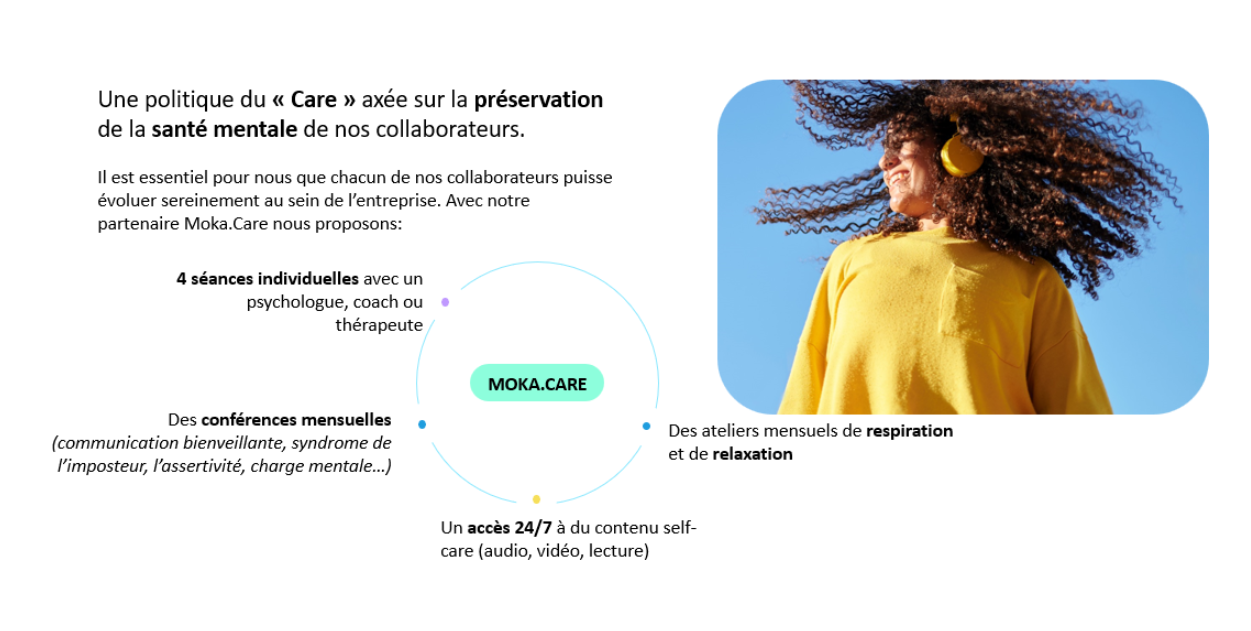 Une politique du « Care » axée sur la préservation
de la santé mentale de nos collaborateurs.
Il est essentiel pour nous que chacun de nos collaborateurs puisse
évoluer sereinement au sein de l’entreprise. Avec notre
partenaire Moka.Care nous proposons:
4 séances individuelles avec un
psychologue, coach ou
thérapeute
MOKA.CARE
Des conférences mensuelles
(communication bienveillante, syndrome de
l’imposteur, l’assertivité, charge mentale…)
Des ateliers mensuels de respiration
et de relaxation
Un accès 24/7 à du contenu self-
care (audio, vidéo, lecture)